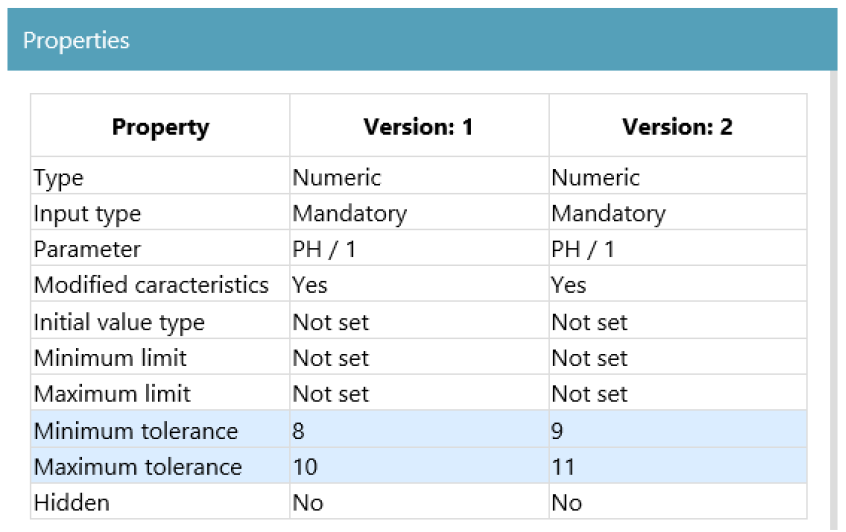 Properties
Property Version: 1 Version: 2
Type Numeric Numeric
Input type Mandatory Mandatory
Parameter PH / 1 PH / 1
Modified caracteristics Yes Yes
Initial value type Not set Not set
Minimum limit Not set Not set
Maximum limit Not set Not set
Minimum tolerance 8 9
Maximum tolerance 10 11
Hidden No No